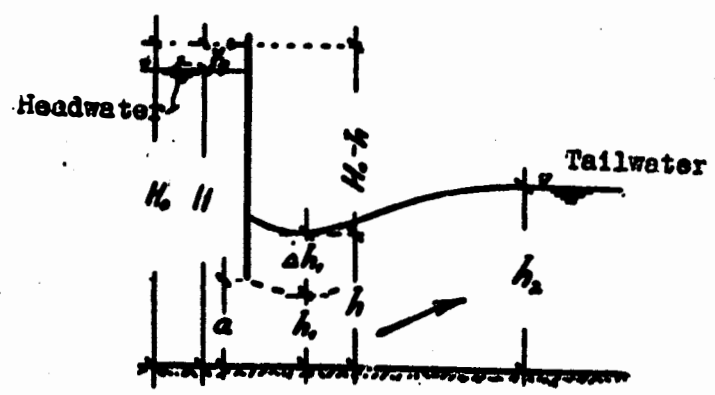 Headwater
Tailwater
H₀
H₀-h
Δh₁
h₂
a
h₁
h